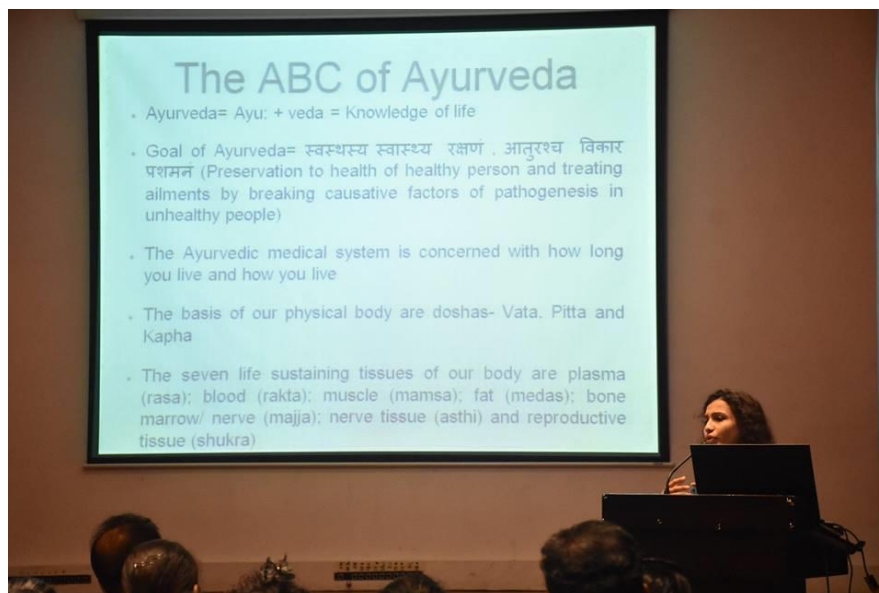 The ABC of Ayurveda
Ayurveda= Ayu: + veda = Knowledge of life
Goal of Ayurveda= स्वस्थस्य स्वास्थ्य रक्षणं . आतुरश्च विकार
प्रशमनं (Preservation to health of healthy person and treating
ailments by breaking causative factors of pathogenesis in
unhealthy people)
The Ayurvedic medical system is concerned with how long
you live and how you live
The basis of our physical body are doshas- Vata. Pitta and
Kapha
The seven life sustaining tissues of our body are plasma
(rasa); blood (rakta); muscle (mamsa); fat (medas); bone
marrow/ nerve (majja); nerve tissue (asthi) and reproductive
tissue (shukra)